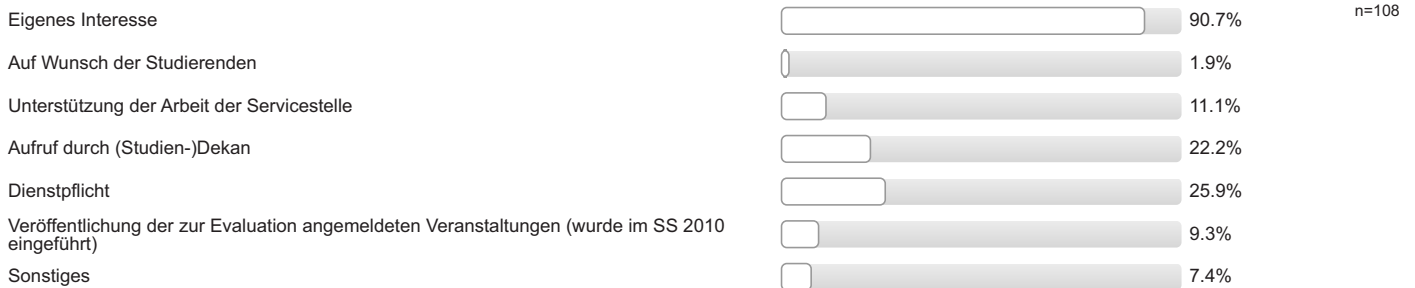 Eigenes Interesse 90.7% n=108
Auf Wunsch der Studierenden 1.9%
Unterstützung der Arbeit der Servicestelle 11.1%
Aufruf durch (Studien-)Dekan 22.2%
Dienstpflicht 25.9%
Veröffentlichung der zur Evaluation angemeldeten Veranstaltungen (wurde im SS 2010
eingeführt) 9.3%
Sonstiges 7.4%